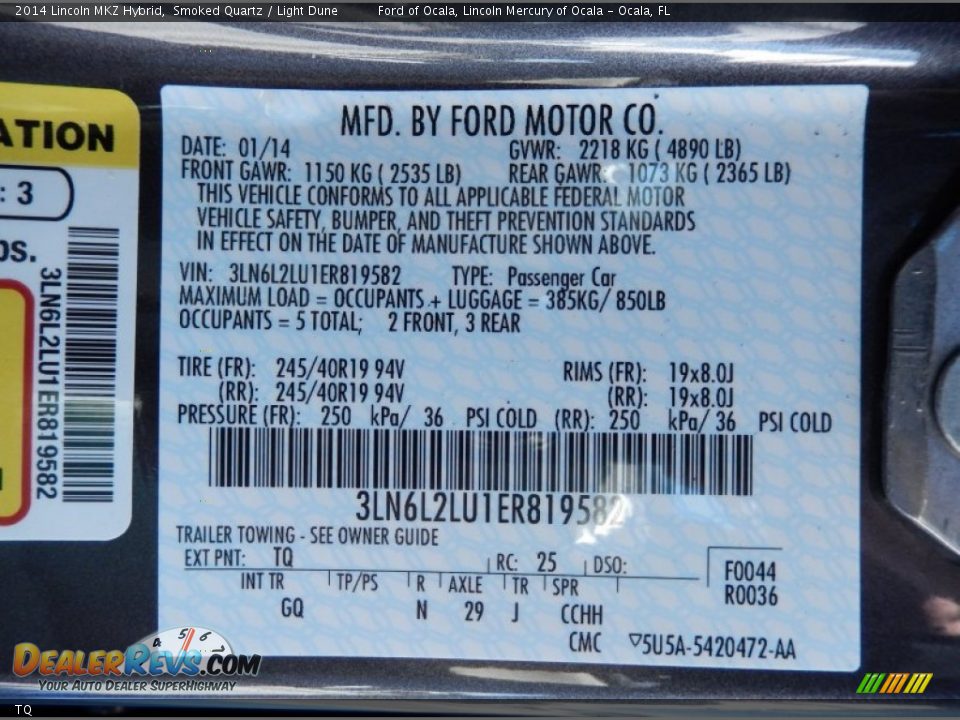 2014 Lincoln MKZ Hybrid, Smoked Quartz / Light Dune Ford of Ocala, Lincoln Mercury of Ocala - Ocala, FL
ATION
: 3
os.
3LN6L2LU1ER819582
MFD. BY FORD MOTOR CO.
DATE: 01/14 GVWR: 2218 KG ( 4890 LB)
FRONT GAWR: 1150 KG ( 2535 LB) REAR GAWR: 1073 KG ( 2365 LB)
THIS VEHICLE CONFORMS TO ALL APPLICABLE FEDERAL MOTOR
VEHICLE SAFETY, BUMPER, AND THEFT PREVENTION STANDARDS
IN EFFECT ON THE DATE OF MANUFACTURE SHOWN ABOVE.
VIN: 3LN6L2LU1ER819582 TYPE: Passenger Car
MAXIMUM LOAD = OCCUPANTS + LUGGAGE = 385KG/ 850LB
OCCUPANTS = 5 TOTAL; 2 FRONT, 3 REAR
TIRE (FR): 245/40R19 94V RIMS (FR): 19x8.0J
(RR): 245/40R19 94V (RR): 19x8.0J
PRESSURE (FR): 250 kPa/ 36 PSI COLD (RR): 250 kPa/ 36 PSI COLD
3LN6L2LU1ER819582
TRAILER TOWING - SEE OWNER GUIDE
EXT PNT: TQ RC: 25 DSO:
F0044
R0036
INT TR TP/PS R AXLE TR SPR
GQ N 29 J CCHH
CMC ▽5U5A-5420472-AA
4 5 6
DEALERREVS.COM
YOUR AUTO DEALER SUPERHIGHWAY
TQ